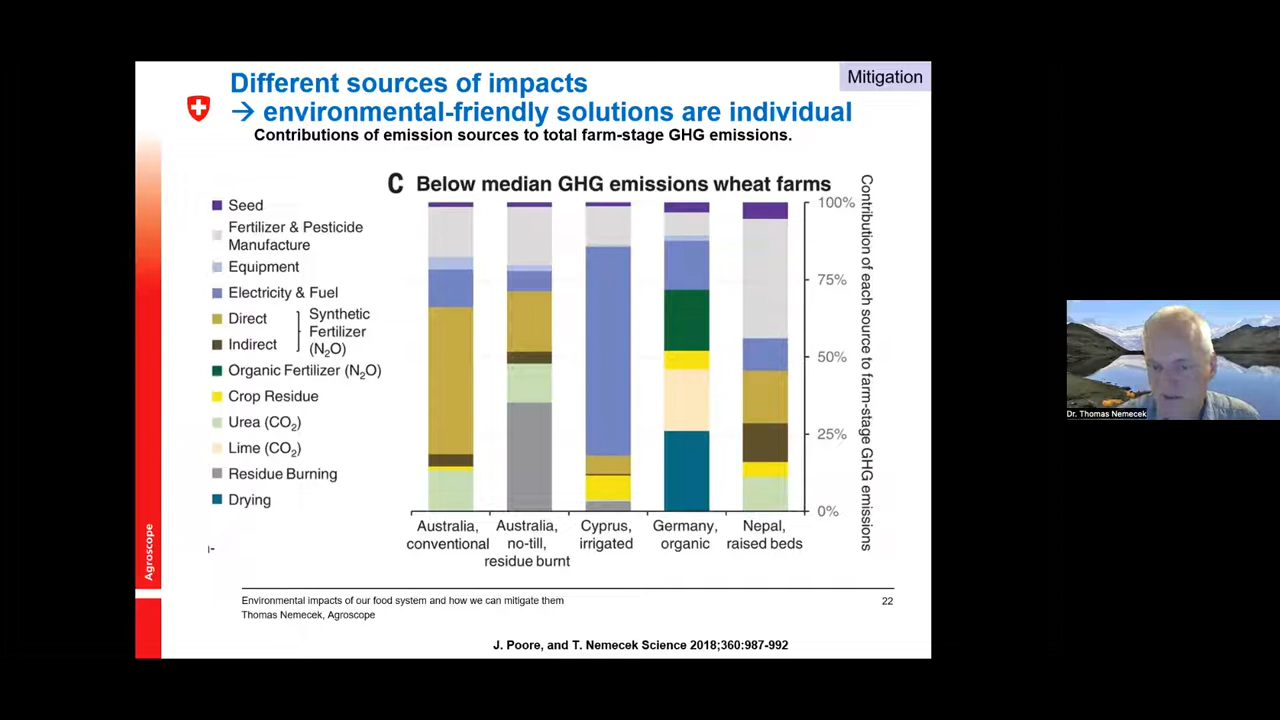 Different sources of impacts
→ environmental-friendly solutions are individual
Mitigation
Contributions of emission sources to total farm-stage GHG emissions.
C Below median GHG emissions wheat farms
Seed
Fertilizer & Pesticide
Manufacture
Equipment
Electricity & Fuel
Direct
Indirect
Synthetic
Fertilizer
(N₂O)
Organic Fertilizer (N₂O)
Crop Residue
Urea (CO₂)
Lime (CO₂)
Residue Burning
Drying
100%
75%
50%
25%
0%
Contribution of each source to farm-stage GHG emissions
Australia,
conventional
Australia,
no-till,
residue burnt
Cyprus,
irrigated
Germany,
organic
Nepal,
raised beds
Agroscope
Environmental impacts of our food system and how we can mitigate them
Thomas Nemecek, Agroscope
22
J. Poore, and T. Nemecek Science 2018;360:987-992
Dr. Thomas Nemecek